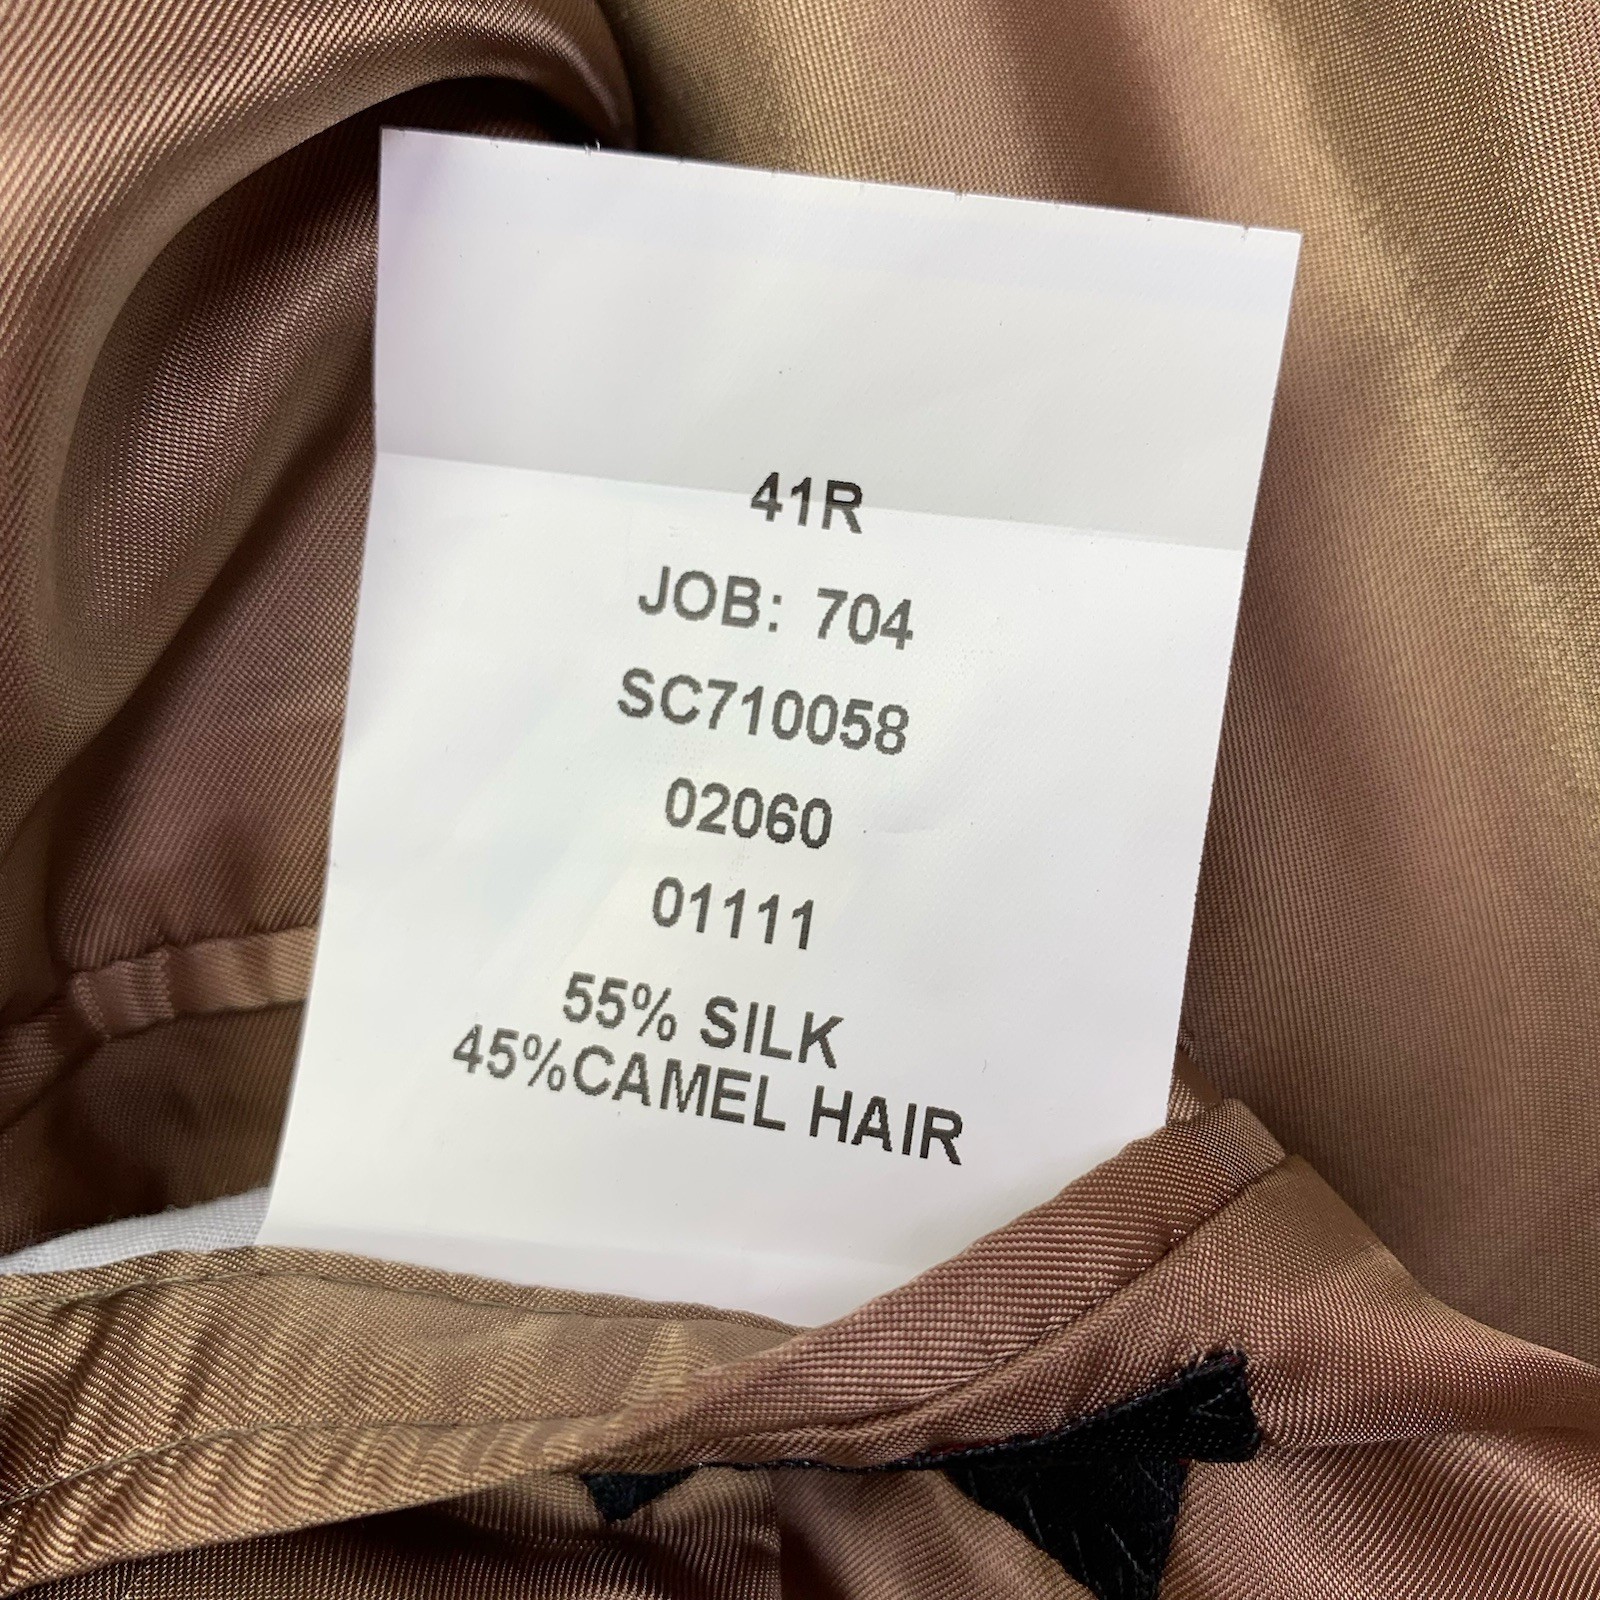 41R
JOB: 704
SC710058
02060
01111
55% SILK
45%CAMEL HAIR